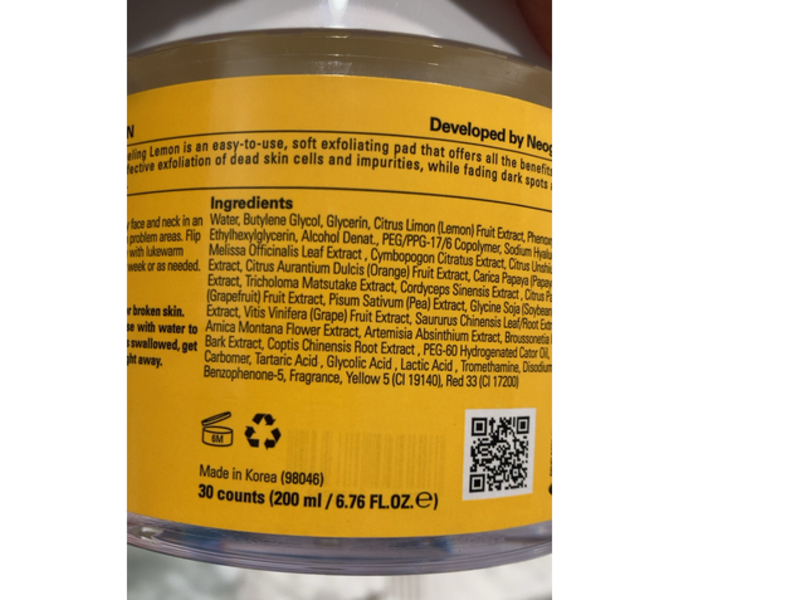 N
Developed by Neog
eling Lemon is an easy-to-use, soft exfoliating pad that offers all the benefits
fective exfoliation of dead skin cells and impurities, while fading dark spots
y face and neck in an
problem areas. Flip
with lukewarm
week or as needed.
r broken skin.
se with water to
s swallowed, get
ght away.
Ingredients
Water, Butylene Glycol, Glycerin, Citrus Limon (Lemon) Fruit Extract, Phenox
Ethylhexylglycerin, Alcohol Denat., PEG/PPG-17/6 Copolymer, Sodium Hyalu
Melissa Officinalis Leaf Extract , Cymbopogon Citratus Extract, Citrus Unshiu
Extract, Citrus Aurantium Dulcis (Orange) Fruit Extract, Carica Papaya (Papay
Extract, Tricholoma Matsutake Extract, Cordyceps Sinensis Extract , Citrus Pa
(Grapefruit) Fruit Extract, Pisum Sativum (Pea) Extract, Glycine Soja (Soybean
Extract, Vitis Vinifera (Grape) Fruit Extract, Saururus Chinensis Leaf/Root Extr
Arnica Montana Flower Extract, Artemisia Absinthium Extract, Broussonetia
Bark Extract, Coptis Chinensis Root Extract , PEG-60 Hydrogenated Cator Oil,
Carbomer, Tartaric Acid , Glycolic Acid , Lactic Acid , Tromethamine, Disodium
Benzophenone-5, Fragrance, Yellow 5 (CI 19140), Red 33 (CI 17200)
6M
Made in Korea (98046)
30 counts (200 ml / 6.76 FL.OZ.℮)